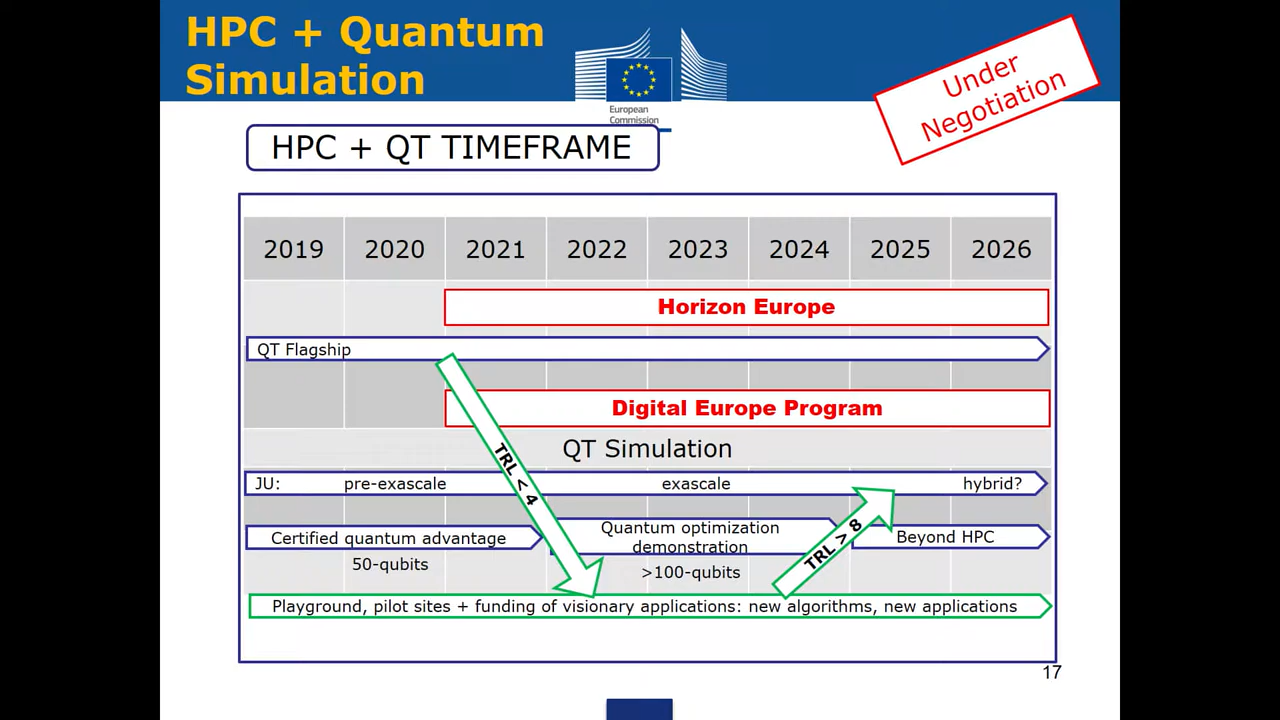 HPC + Quantum
Simulation
European
Commission
Under
Negotiation
HPC + QT TIMEFRAME
2019 2020 2021 2022 2023 2024 2025 2026
Horizon Europe
QT Flagship
Digital Europe Program
TRL < 4
QT Simulation
JU: pre-exascale exascale hybrid?
Certified quantum advantage
Quantum optimization
demonstration
TRL > 8
Beyond HPC
50-qubits
>100-qubits
Playground, pilot sites + funding of visionary applications: new algorithms, new applications
17